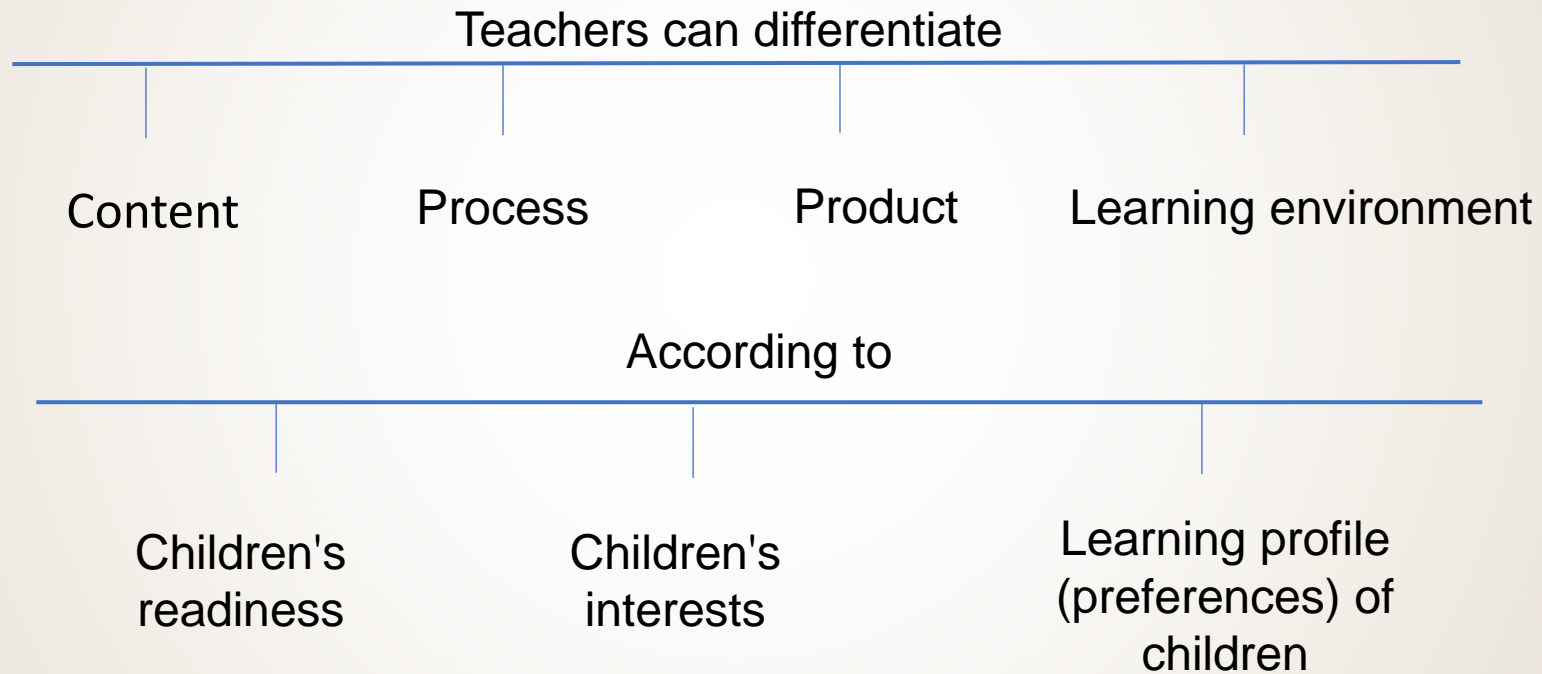 Teachers can differentiate
Content
Process
Product
Learning environment
According to
Children's
readiness
Children's
interests
Learning profile
(preferences) of
children